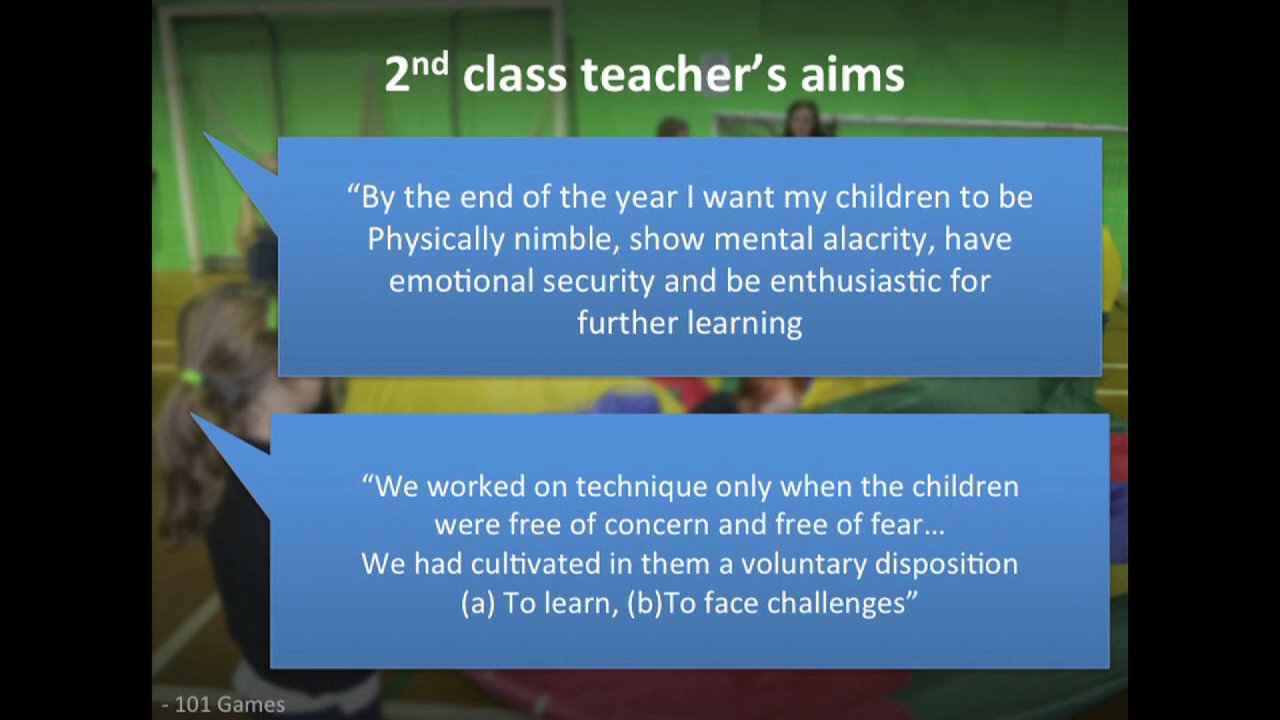 2nd class teacher’s aims
“By the end of the year I want my children to be
Physically nimble, show mental alacrity, have
emotional security and be enthusiastic for
further learning
“We worked on technique only when the children
were free of concern and free of fear…
We had cultivated in them a voluntary disposition
(a) To learn, (b)To face challenges”
- 101 Games